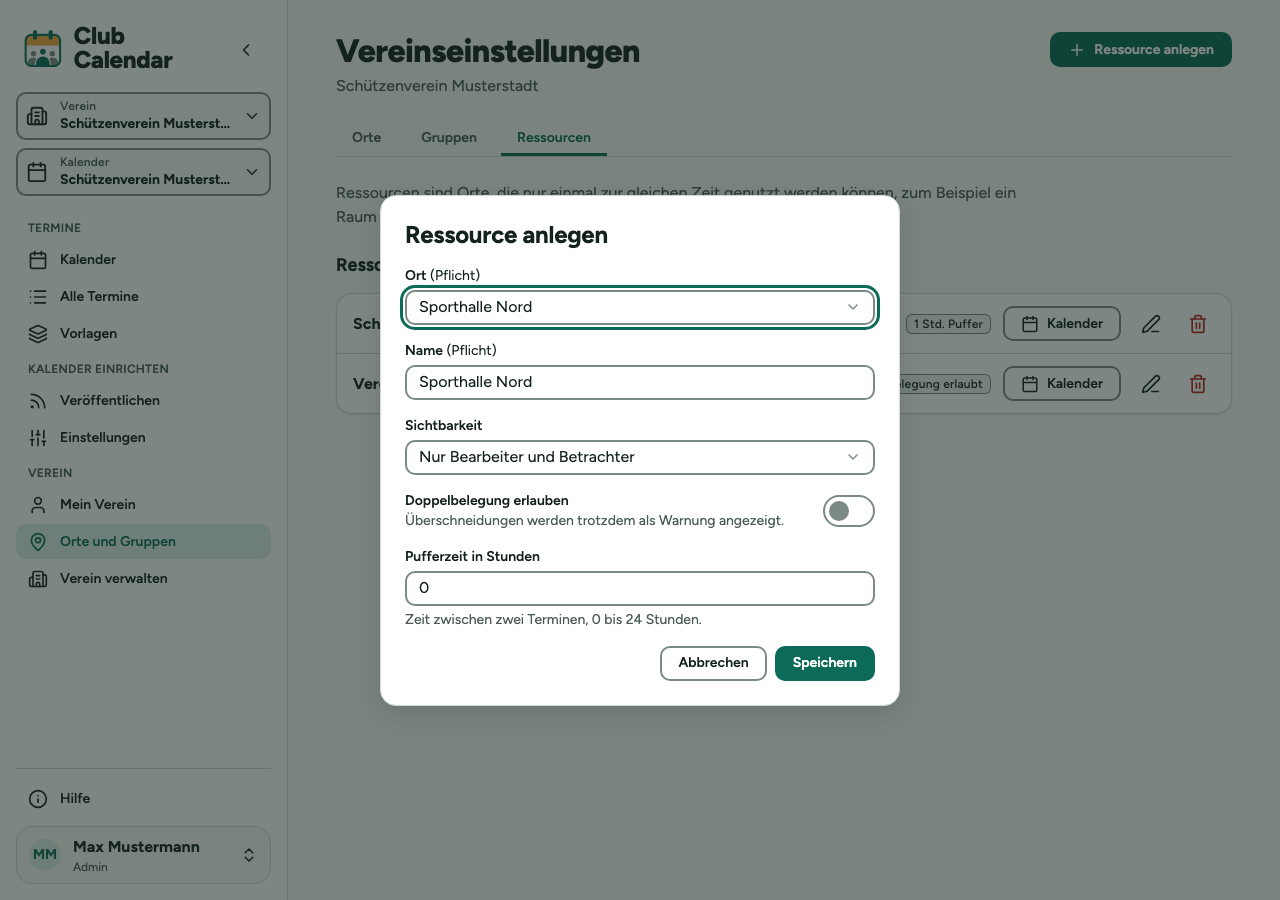 Club
Calendar
Verein
Schützenverein Musterst...
Kalender
Schützenverein Musterst...
TERMINE
Kalender
Alle Termine
Vorlagen
KALENDER EINRICHTEN
Veröffentlichen
Einstellungen
VEREIN
Mein Verein
Orte und Gruppen
Verein verwalten
Hilfe
MM
Max Mustermann
Admin
Vereinseinstellungen
Schützenverein Musterstadt
Ressource anlegen
Orte
Gruppen
Ressourcen
Ressourcen sind Orte, die nur einmal zur gleichen Zeit genutzt werden können, zum Beispiel ein
Raum
1 Std. Puffer
Kalender
erlaubt
Kalender
Ressource anlegen
Ort (Pflicht)
Sporthalle Nord
Name (Pflicht)
Sporthalle Nord
Sichtbarkeit
Nur Bearbeiter und Betrachter
Doppelbelegung erlauben
Überschneidungen werden trotzdem als Warnung angezeigt.
Pufferzeit in Stunden
0
Zeit zwischen zwei Terminen, 0 bis 24 Stunden.
Abbrechen
Speichern